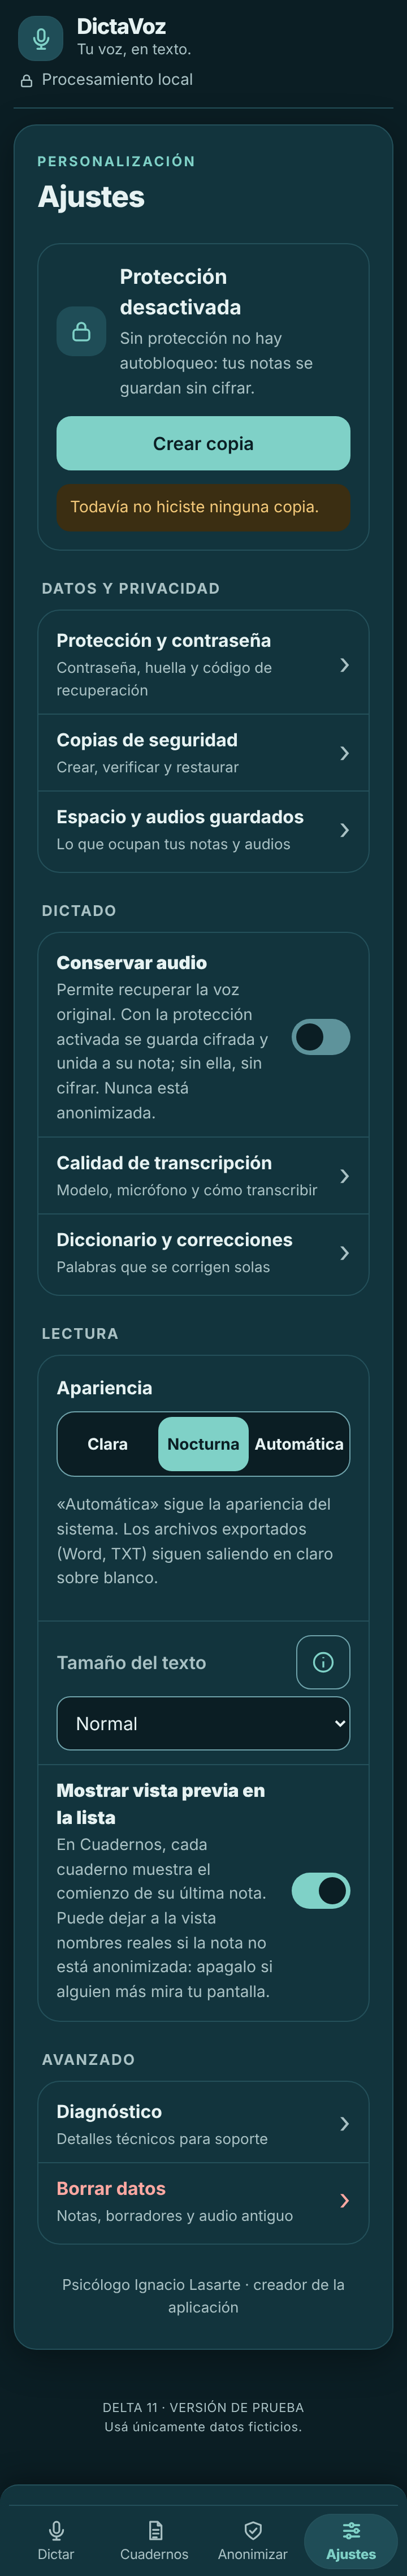 DictaVoz
Tu voz, en texto.
Procesamiento local
PERSONALIZACIÓN
Ajustes
Protección
desactivada
Sin protección no hay
autobloqueo: tus notas se
guardan sin cifrar.
Crear copia
Todavía no hiciste ninguna copia.
DATOS Y PRIVACIDAD
Protección y contraseña
Contraseña, huella y código de
recuperación
Copias de seguridad
Crear, verificar y restaurar
Espacio y audios guardados
Lo que ocupan tus notas y audios
DICTADO
Conservar audio
Permite recuperar la voz
original. Con la protección
activada se guarda cifrada y
unida a su nota; sin ella, sin
cifrar. Nunca está
anonimizada.
Calidad de transcripción
Modelo, micrófono y cómo transcribir
Diccionario y correcciones
Palabras que se corrigen solas
LECTURA
Apariencia
Clara Nocturna Automática
«Automática» sigue la apariencia del
sistema. Los archivos exportados
(Word, TXT) siguen saliendo en claro
sobre blanco.
Tamaño del texto
Normal
Mostrar vista previa en
la lista
En Cuadernos, cada
cuaderno muestra el
comienzo de su última nota.
Puede dejar a la vista
nombres reales si la nota no
está anonimizada: apagalo si
alguien más mira tu pantalla.
AVANZADO
Diagnóstico
Detalles técnicos para soporte
Borrar datos
Notas, borradores y audio antiguo
Psicólogo Ignacio Lasarte · creador de la
aplicación
DELTA 11 · VERSIÓN DE PRUEBA
Usá únicamente datos ficticios.
Dictar Cuadernos Anonimizar Ajustes